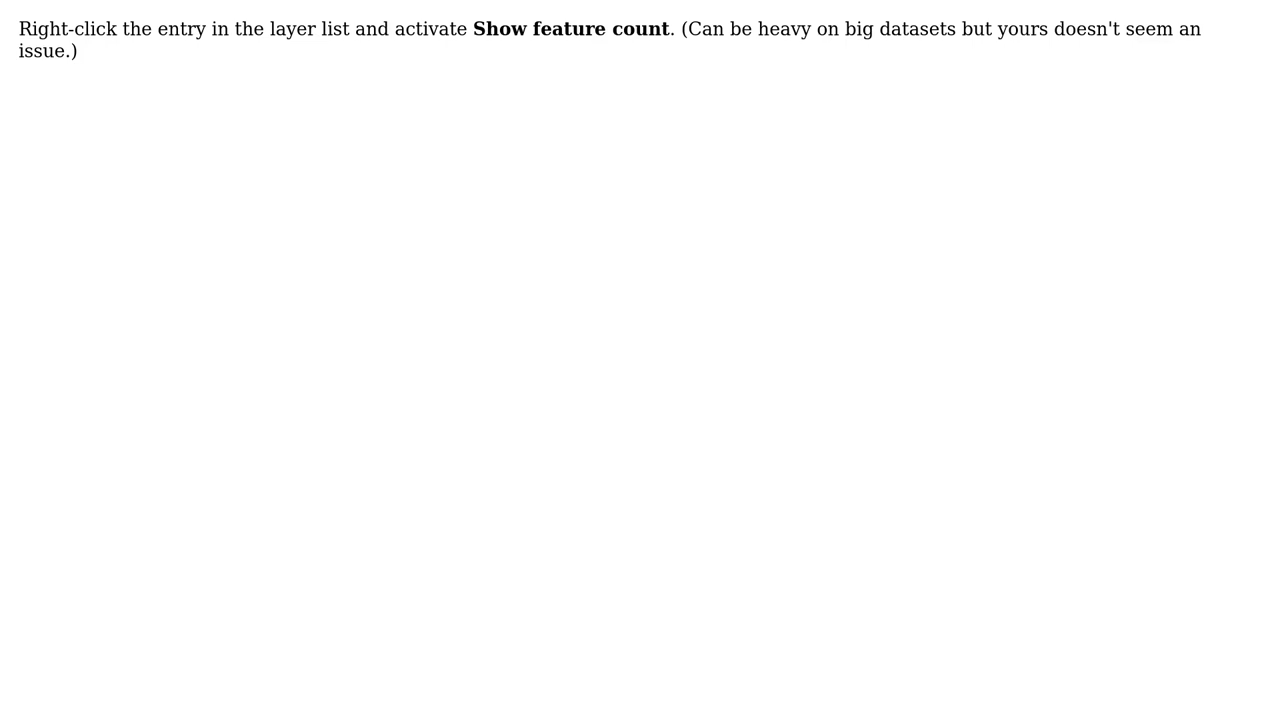 Right-click the entry in the layer list and activate Show feature count. (Can be heavy on big datasets but yours doesn't seem an
issue.)